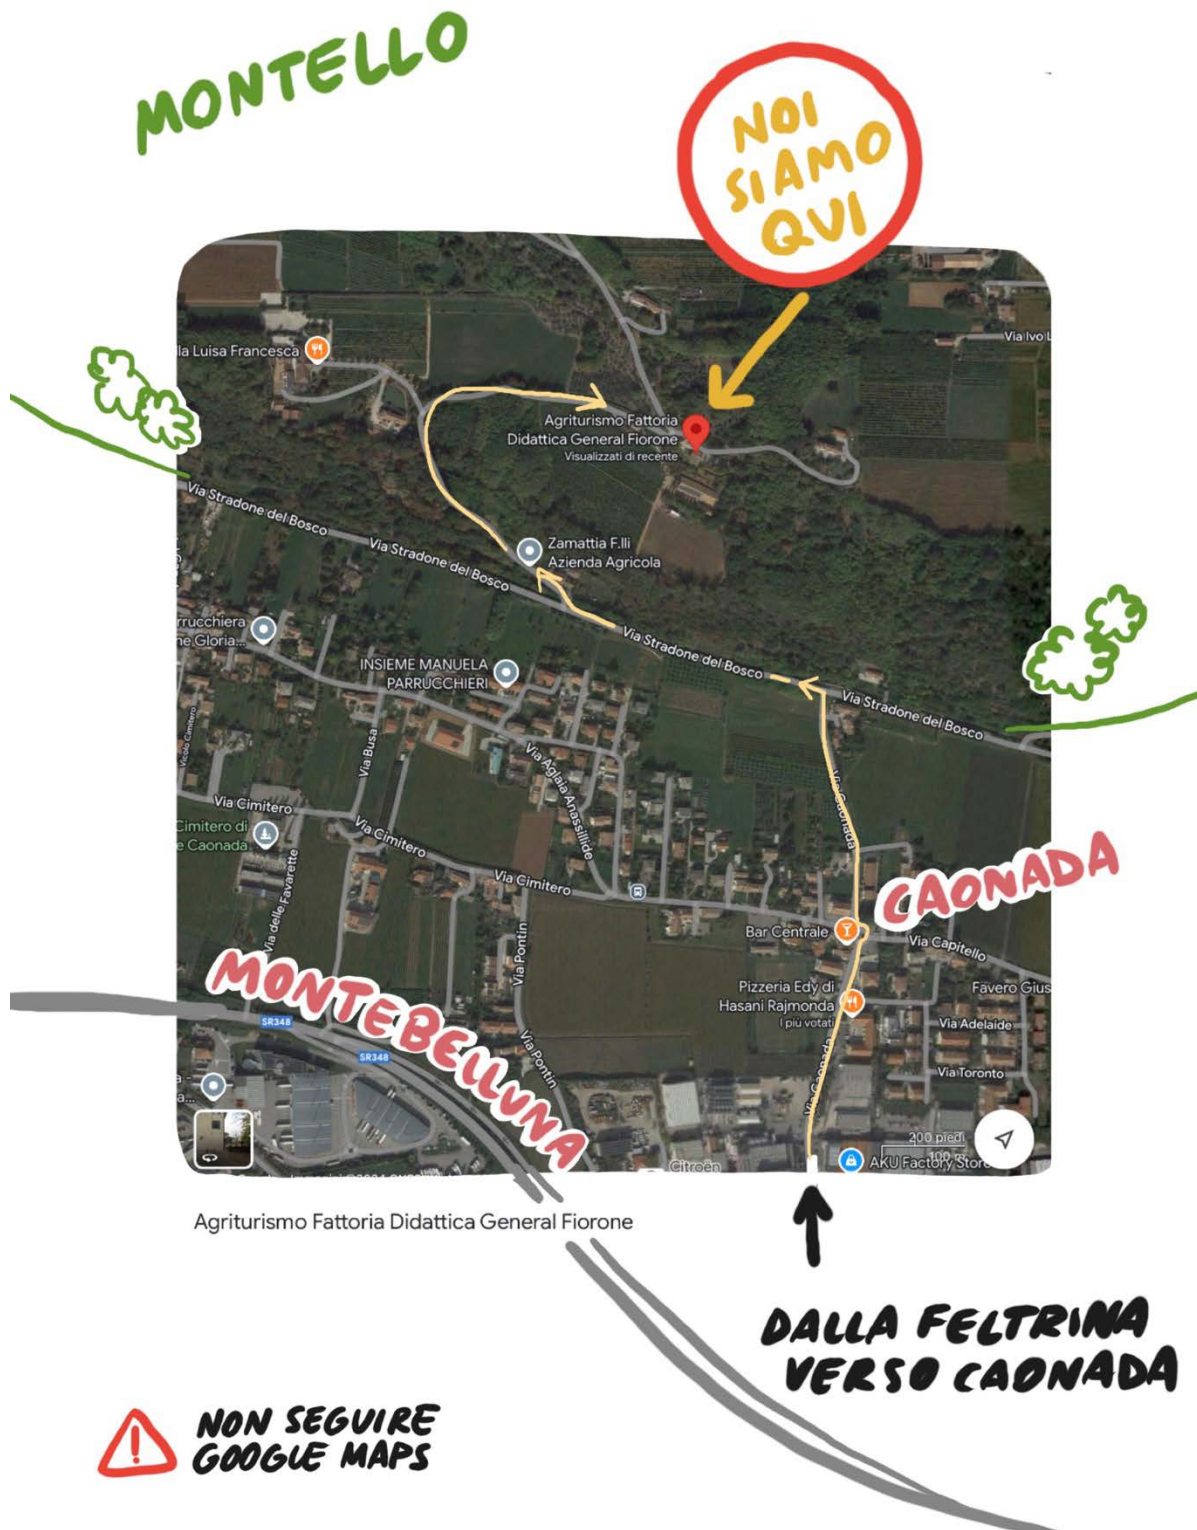 MONTELLO
NOI
SIAMO
QUI
la Luisa Francesca
Via Ivo L
Agriturismo Fattoria
Didattica General Fiorone
Visualizzati di recente
Via Stradone del Bosco
Via Stradone del Bosco
Zamattia F.lli
Azienda Agricola
rrucchiera
ne Gloria...
Via Stradone del Bosco
INSIEME MANUELA
PARRUCCHIERI
Via Stradone del Bosco
Vicolo Cimitero
Via Busa
Via Aglaia Anassillide
Via Caonada
Via Cimitero
Cimitero di
e Caonada
Via Cimitero
Via delle Favarette
Via Cimitero
CAONADA
Bar Centrale
Via Capitello
Via Pontin
MONTEBELLUNA
Pizzeria Edy di
Hasani Rajmonda
I più votati
Favero Gius
SR348
SR348
Via Adelaide
Via Pontin
Via Caonada
Via Toronto
a...
200 piedi
100 m
Citroën
AKU Factory Store
Agriturismo Fattoria Didattica General Fiorone
DALLA FELTRINA
VERSO CAONADA
NON SEGUIRE
GOOGLE MAPS